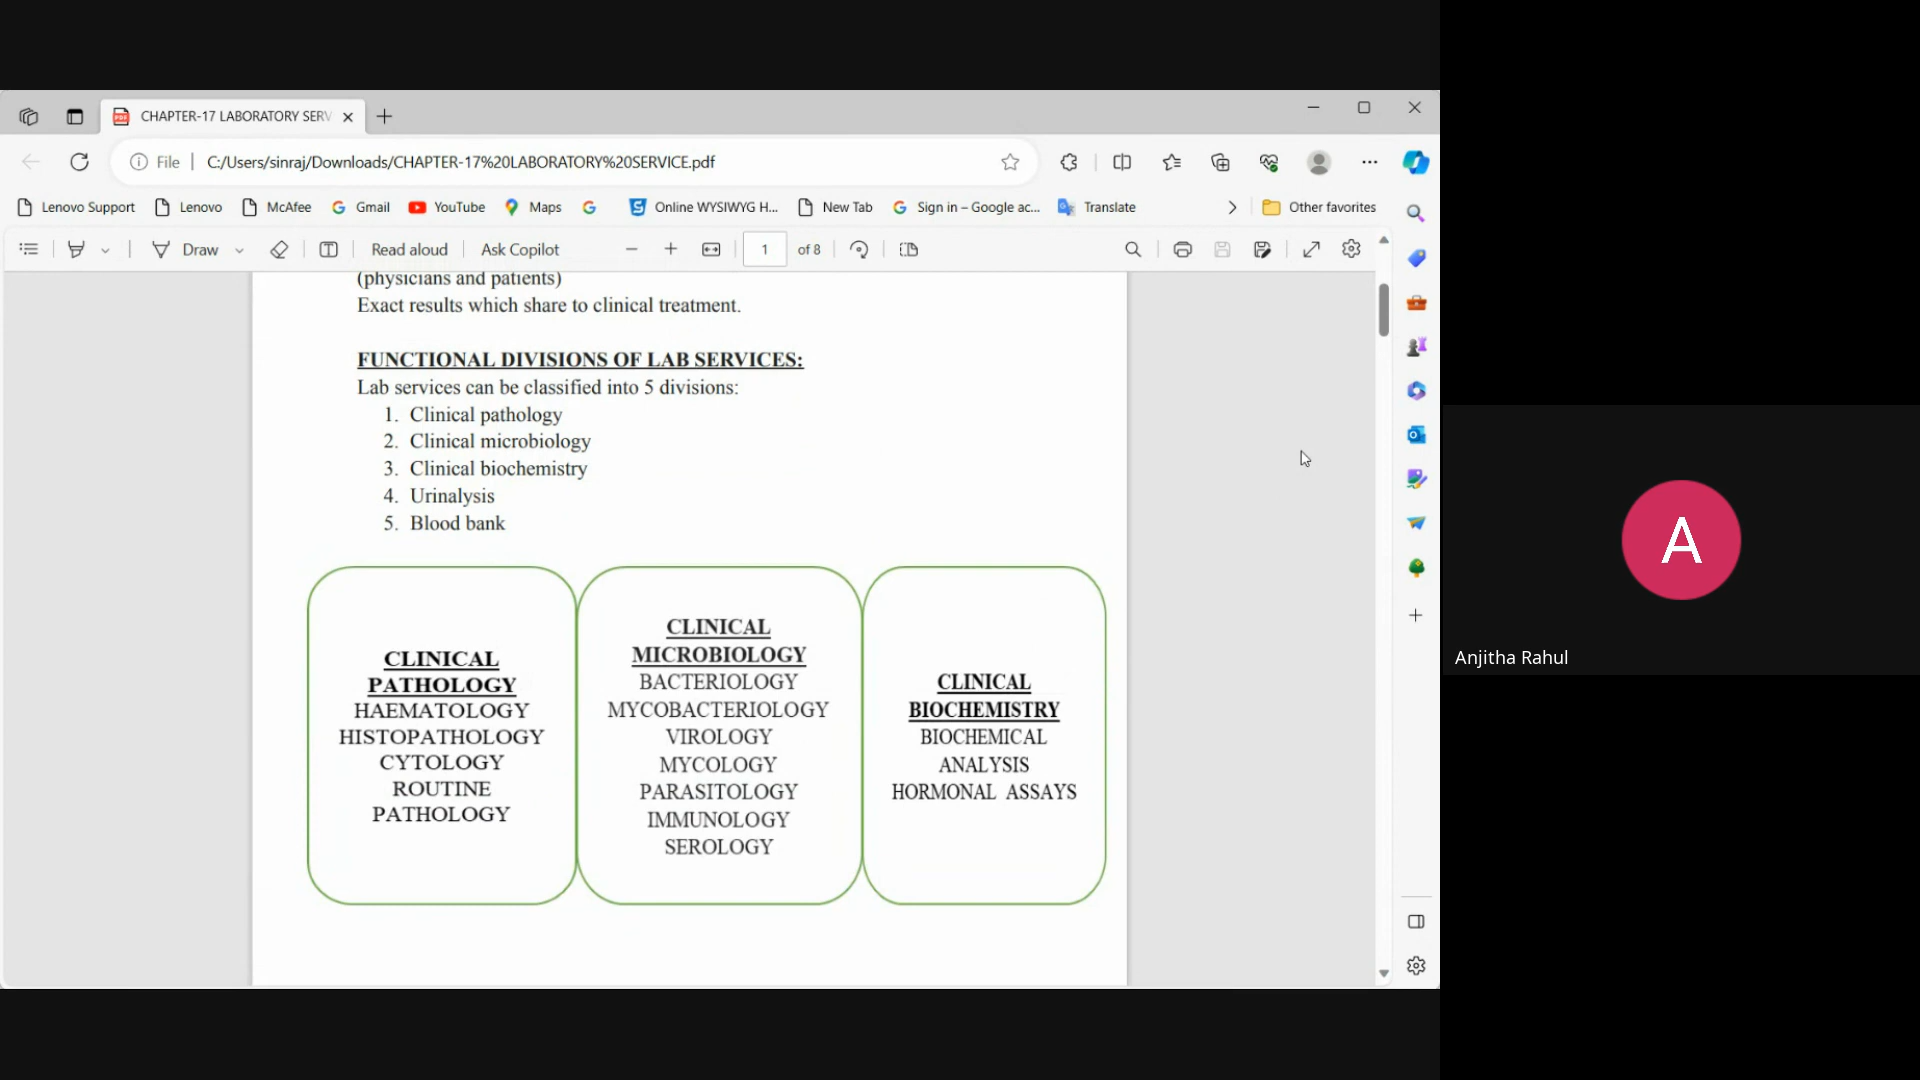 CHAPTER-17 LABORATORY SERV
File
C:/Users/sinraj/Downloads/CHAPTER-17%20LABORATORY%20SERVICE.pdf
Lenovo Support
Lenovo
McAfee
Gmail
YouTube
Maps
Online WYSIWYG H...
New Tab
Sign in – Google ac...
Translate
Other favorites
Draw
Read aloud
Ask Copilot
1
of 8
(physicians and patients)
Exact results which share to clinical treatment.
FUNCTIONAL DIVISIONS OF LAB SERVICES:
Lab services can be classified into 5 divisions:
1. Clinical pathology
2. Clinical microbiology
3. Clinical biochemistry
4. Urinalysis
5. Blood bank
CLINICAL
PATHOLOGY
HAEMATOLOGY
HISTOPATHOLOGY
CYTOLOGY
ROUTINE
PATHOLOGY
CLINICAL
MICROBIOLOGY
BACTERIOLOGY
MYCOBACTERIOLOGY
VIROLOGY
MYCOLOGY
PARASITOLOGY
IMMUNOLOGY
SEROLOGY
CLINICAL
BIOCHEMISTRY
BIOCHEMICAL
ANALYSIS
HORMONAL ASSAYS
A
Anjitha Rahul